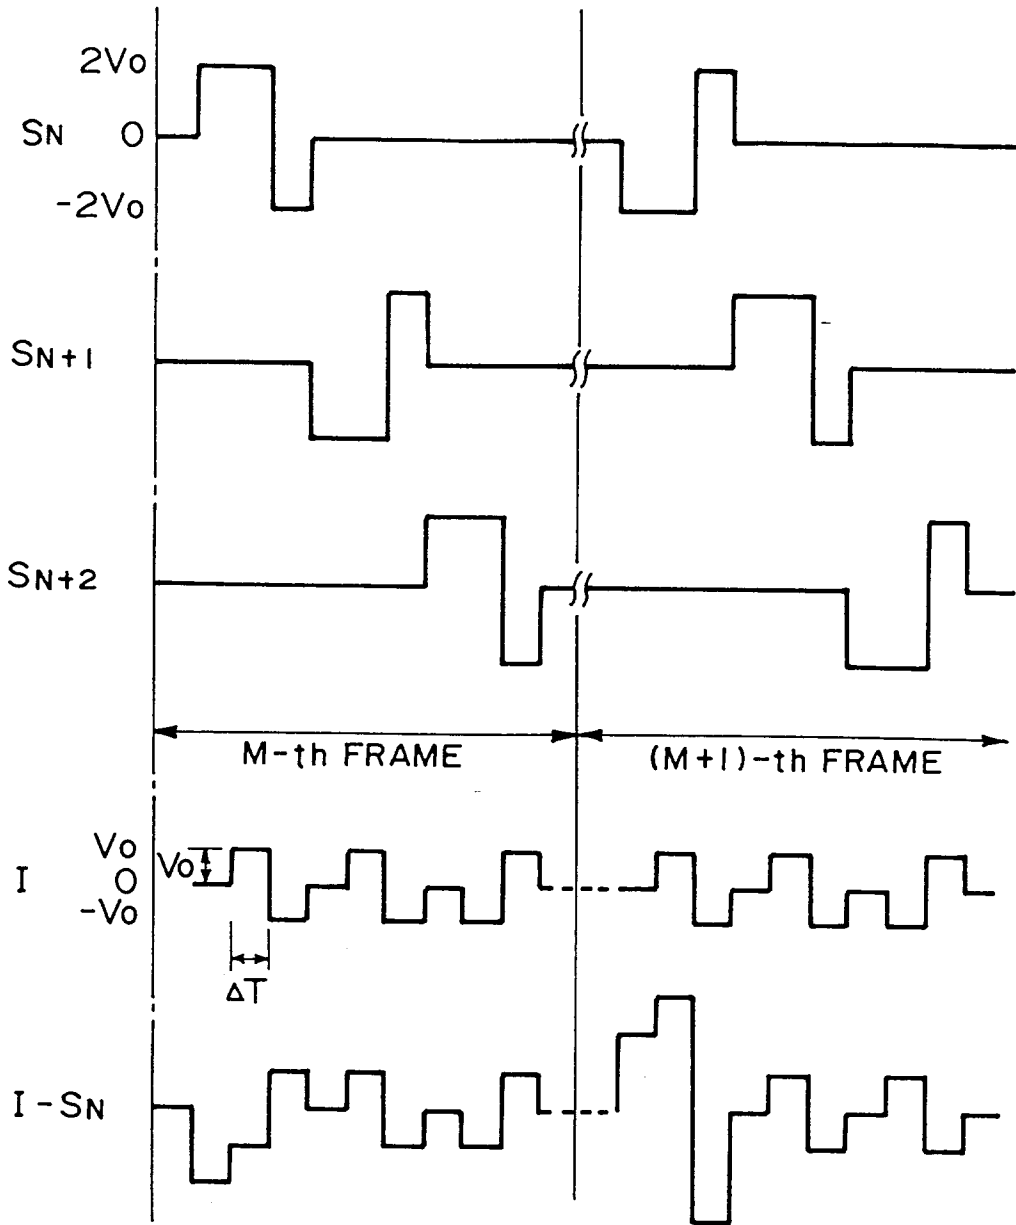 2Vo
SN 0
-2Vo
SN+1
SN+2
M-th FRAME
(M+1)-th FRAME
Vo
Vo
I 0
-Vo
ΔT
I-SN